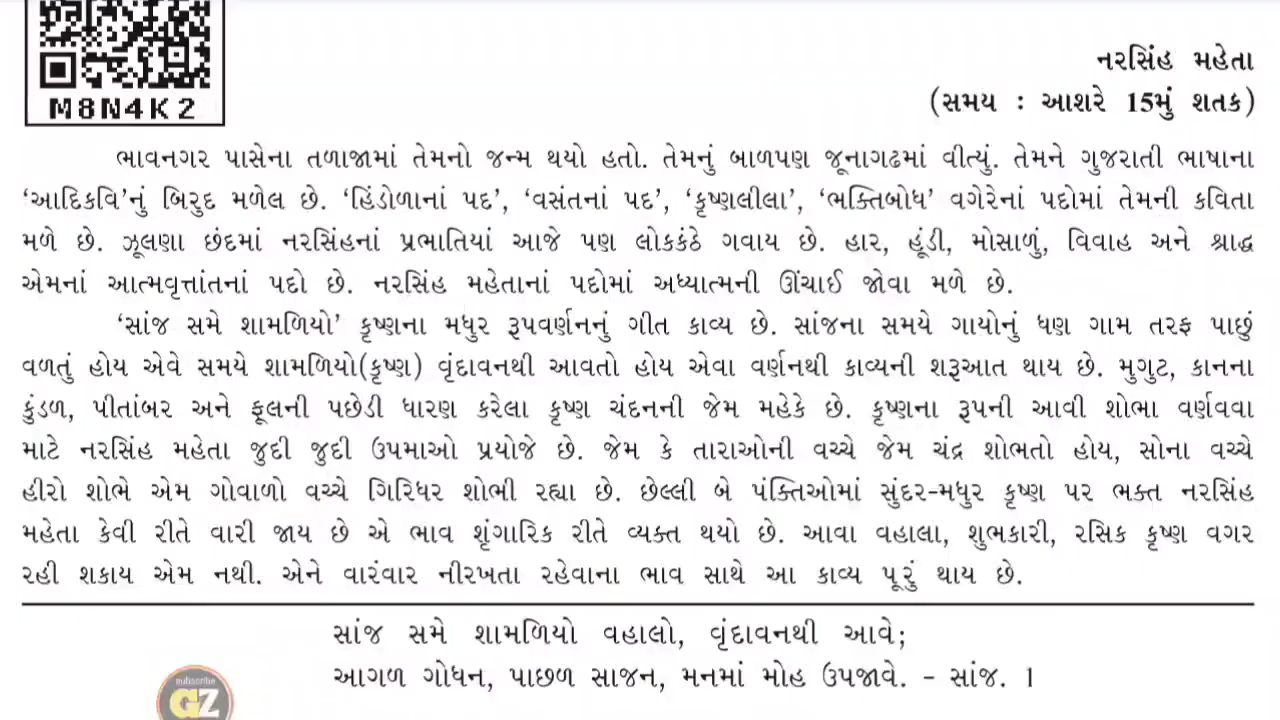 M8N4K2
નરસિંહ મહેતા
(સમય : આશરે 15મું શતક)
ભાવનગર પાસેના તળાજામાં તેમનો જન્મ થયો હતો. તેમનું બાળપણ જૂનાગઢમાં વીત્યું. તેમને ગુજરાતી ભાષાના
‘આદિકવિ’નું બિરુદ મળેલ છે. ‘હિંડોળાનાં પદ’, ‘વસંતનાં પદ’, ‘કૃષ્ણલીલા’, ‘ભક્તિબોધ’ વગેરેનાં પદોમાં તેમની કવિતા
મળે છે. ઝૂલણા છંદમાં નરસિંહનાં પ્રભાતિયાં આજે પણ લોકકંઠે ગવાય છે. હાર, હૂંડી, મોસાળું, વિવાહ અને શ્રાદ્ધ
એમનાં આત્મવૃત્તાંતનાં પદો છે. નરસિંહ મહેતાનાં પદોમાં અધ્યાત્મની ઊંચાઈ જોવા મળે છે.
‘સાંજ સમે શામળિયો’ કૃષ્ણના મધુર રૂપવર્ણનનું ગીત કાવ્ય છે. સાંજના સમયે ગાયોનું ધણ ગામ તરફ પાછું
વળતું હોય એવે સમયે શામળિયો(કૃષ્ણ) વૃંદાવનથી આવતો હોય એવા વર્ણનથી કાવ્યની શરૂઆત થાય છે. મુગુટ, કાનના
કુંડળ, પીતાંબર અને ફૂલની પછેડી ધારણ કરેલા કૃષ્ણ ચંદનની જેમ મહેકે છે. કૃષ્ણના રૂપની આવી શોભા વર્ણવવા
માટે નરસિંહ મહેતા જુદી જુદી ઉપમાઓ પ્રયોજે છે. જેમ કે તારાઓની વચ્ચે જેમ ચંદ્ર શોભતો હોય, સોના વચ્ચે
હીરો શોભે એમ ગોવાળો વચ્ચે ગિરિધર શોભી રહ્યા છે. છેલ્લી બે પંક્તિઓમાં સુંદર-મધુર કૃષ્ણ પર ભક્ત નરસિંહ
મહેતા કેવી રીતે વારી જાય છે એ ભાવ શૃંગારિક રીતે વ્યક્ત થયો છે. આવા વહાલા, શુભકારી, રસિક કૃષ્ણ વગર
રહી શકાય એમ નથી. એને વારંવાર નીરખતા રહેવાના ભાવ સાથે આ કાવ્ય પૂરું થાય છે.
સાંજ સમે શામળિયો વહાલો, વૃંદાવનથી આવે;
આગળ ગોધન, પાછળ સાજન, મનમાં મોહ ઉપજાવે. - સાંજ. 1
subscribe
GZ